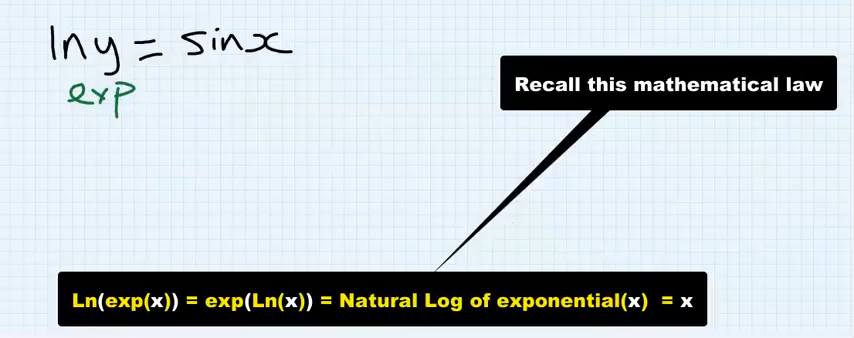 ln y = sin x
exp
Recall this mathematical law
Ln(exp(x)) = exp(Ln(x)) = Natural Log of exponential(x) = x